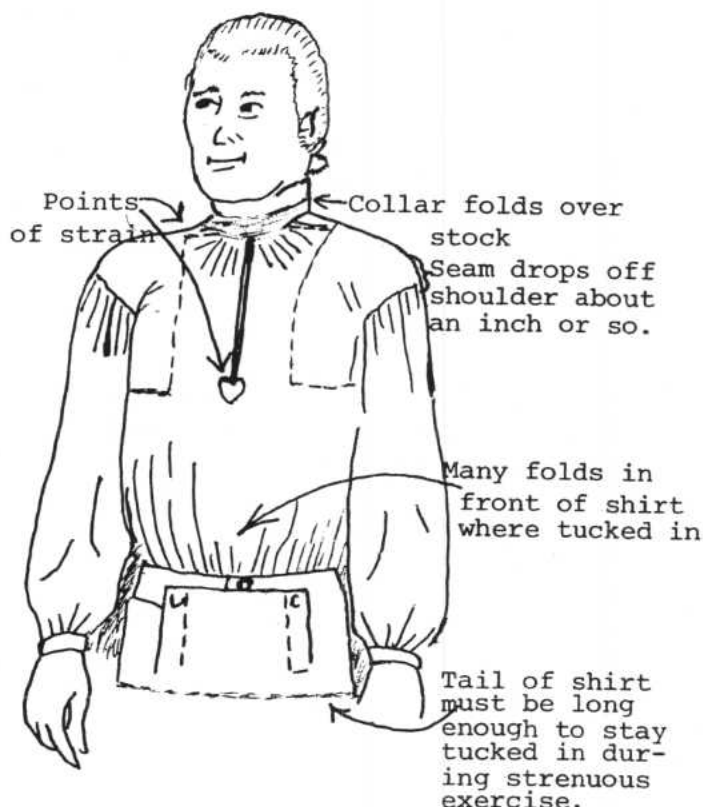 Points
of strain
Collar folds over
stock
Seam drops off
shoulder about
an inch or so.
Many folds in
front of shirt
where tucked in
Tail of shirt
must be long
enough to stay
tucked in dur-
ing strenuous
exercise.